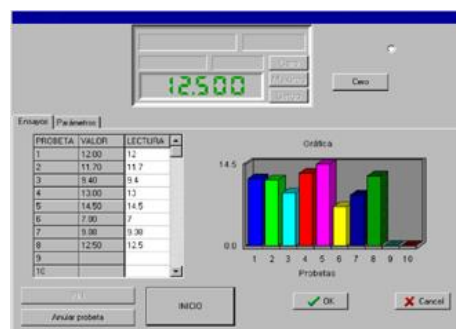 12.500
Cero
Ensayos Parámetros
PROBETA VALOR LECTURA
1 12.00 12
2 11.70 11.7
3 9.40 9.4
4 13.00 13
5 14.50 14.5
6 7.00 7
7 9.08 9.08
8 12.50 12.5
9
10
Anular probeta
INICIO
Gráfica
14.5
0.0
1 2 3 4 5 6 7 8 9 10
Probetas
OK
Cancel